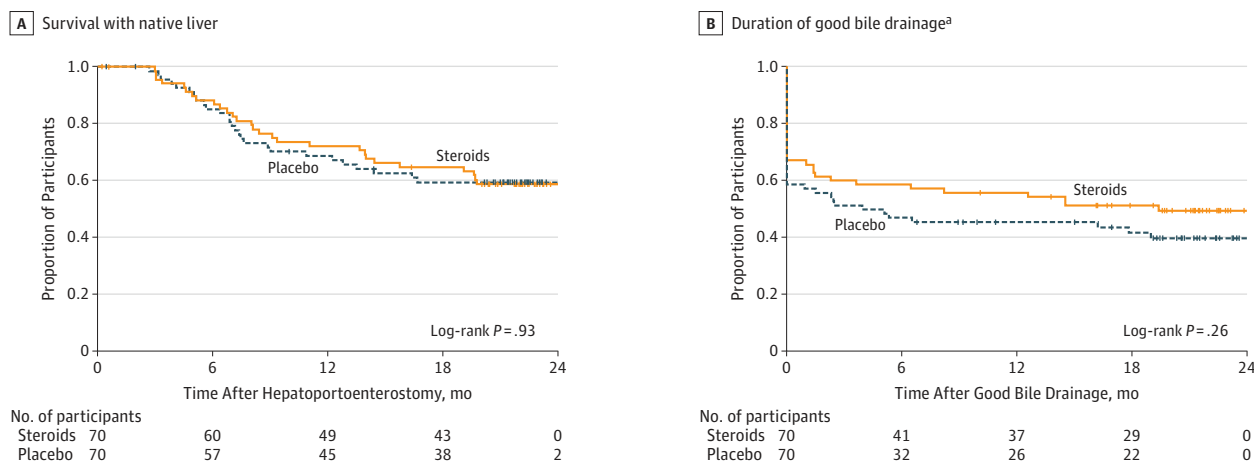 A Survival with native liver
1.0
0.8
0.6
0.4
0.2
0
Proportion of Participants
Steroids
Placebo
Log-rank P = .93
0 6 12 18 24
Time After Hepatoportoenterostomy, mo
No. of participants
Steroids 70 60 49 43 0
Placebo 70 57 45 38 2
B Duration of good bile drainageᵃ
1.0
0.8
0.6
0.4
0.2
0
Proportion of Participants
Steroids
Placebo
Log-rank P = .26
0 6 12 18 24
Time After Good Bile Drainage, mo
No. of participants
Steroids 70 41 37 29 0
Placebo 70 32 26 22 0